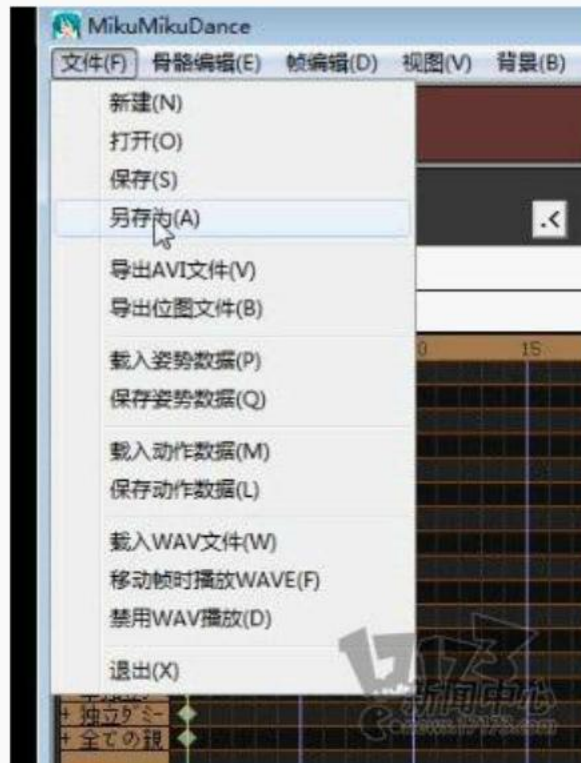 MikuMikuDance
文件(F) 骨骼编辑(E) 帧编辑(D) 视图(V) 背景(B)
新建(N)
打开(O)
保存(S)
另存为(A)
.<
导出AVI文件(V)
导出位图文件(B)
0 15
载入姿势数据(P)
保存姿势数据(Q)
载入动作数据(M)
保存动作数据(L)
载入WAV文件(W)
移动帧时播放WAVE(F)
禁用WAV播放(D)
退出(X)
17173
新闻中心
enews.17173.com
+ 独立ダミー
+ 全ての親